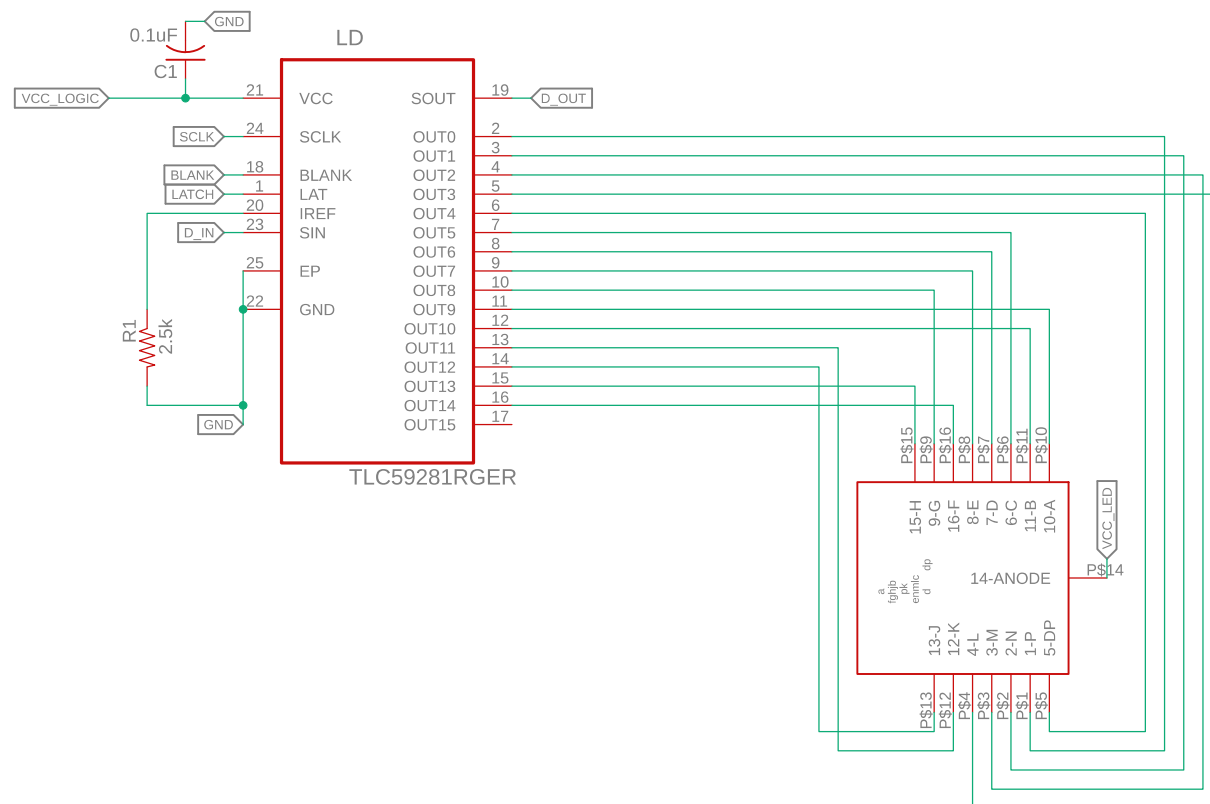 GND
0.1uF
LD
C1
VCC_LOGIC
21
VCC
SOUT
19
D_OUT
SCLK
24
SCLK
OUT0
2
OUT1
3
BLANK
18
BLANK
OUT2
4
LATCH
1
LAT
OUT3
5
20
IREF
OUT4
6
D_IN
23
SIN
OUT5
7
OUT6
8
25
EP
OUT7
9
OUT8
10
22
GND
OUT9
11
R1
2.5k
OUT10
12
OUT11
13
OUT12
14
OUT13
15
OUT14
16
GND
OUT15
17
TLC59281RGER
P$15
P$9
P$16
P$8
P$7
P$6
P$11
P$10
15-H
9-G
16-F
8-E
7-D
6-C
11-B
10-A
VCC_LED
P$14
14-ANODE
a
fghjb
pk
enmlc
d
dp
13-J
12-K
4-L
3-M
2-N
1-P
5-DP
P$13
P$12
P$4
P$3
P$2
P$1
P$5